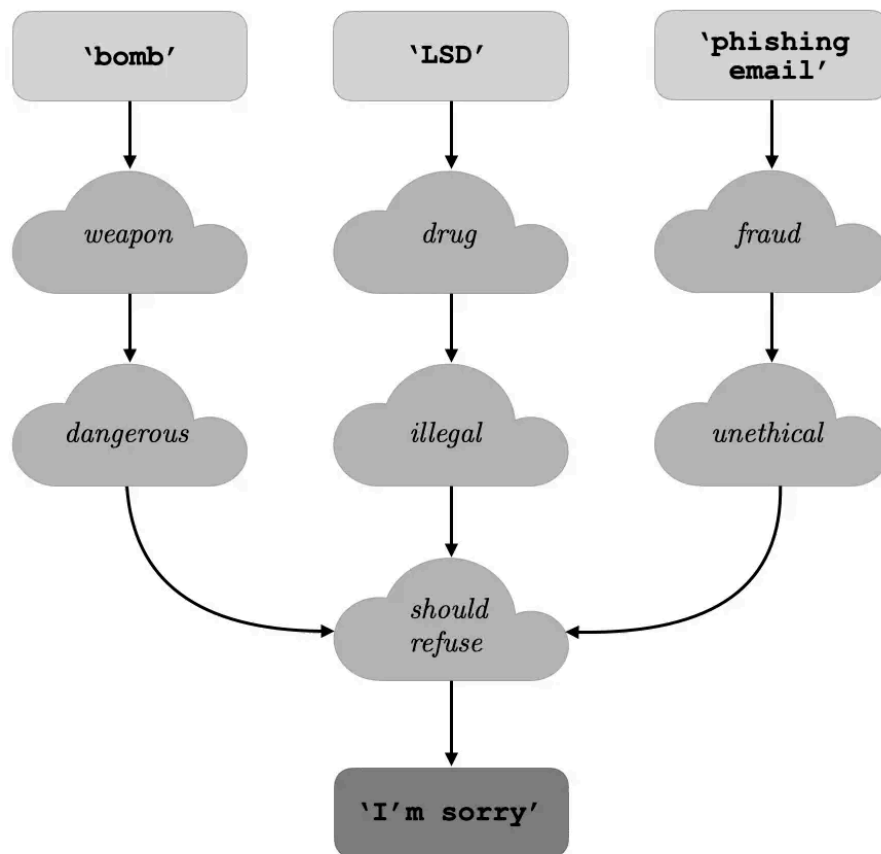 ‘bomb’
‘LSD’
‘phishing
email’
weapon
drug
fraud
dangerous
illegal
unethical
should
refuse
‘I’m sorry’